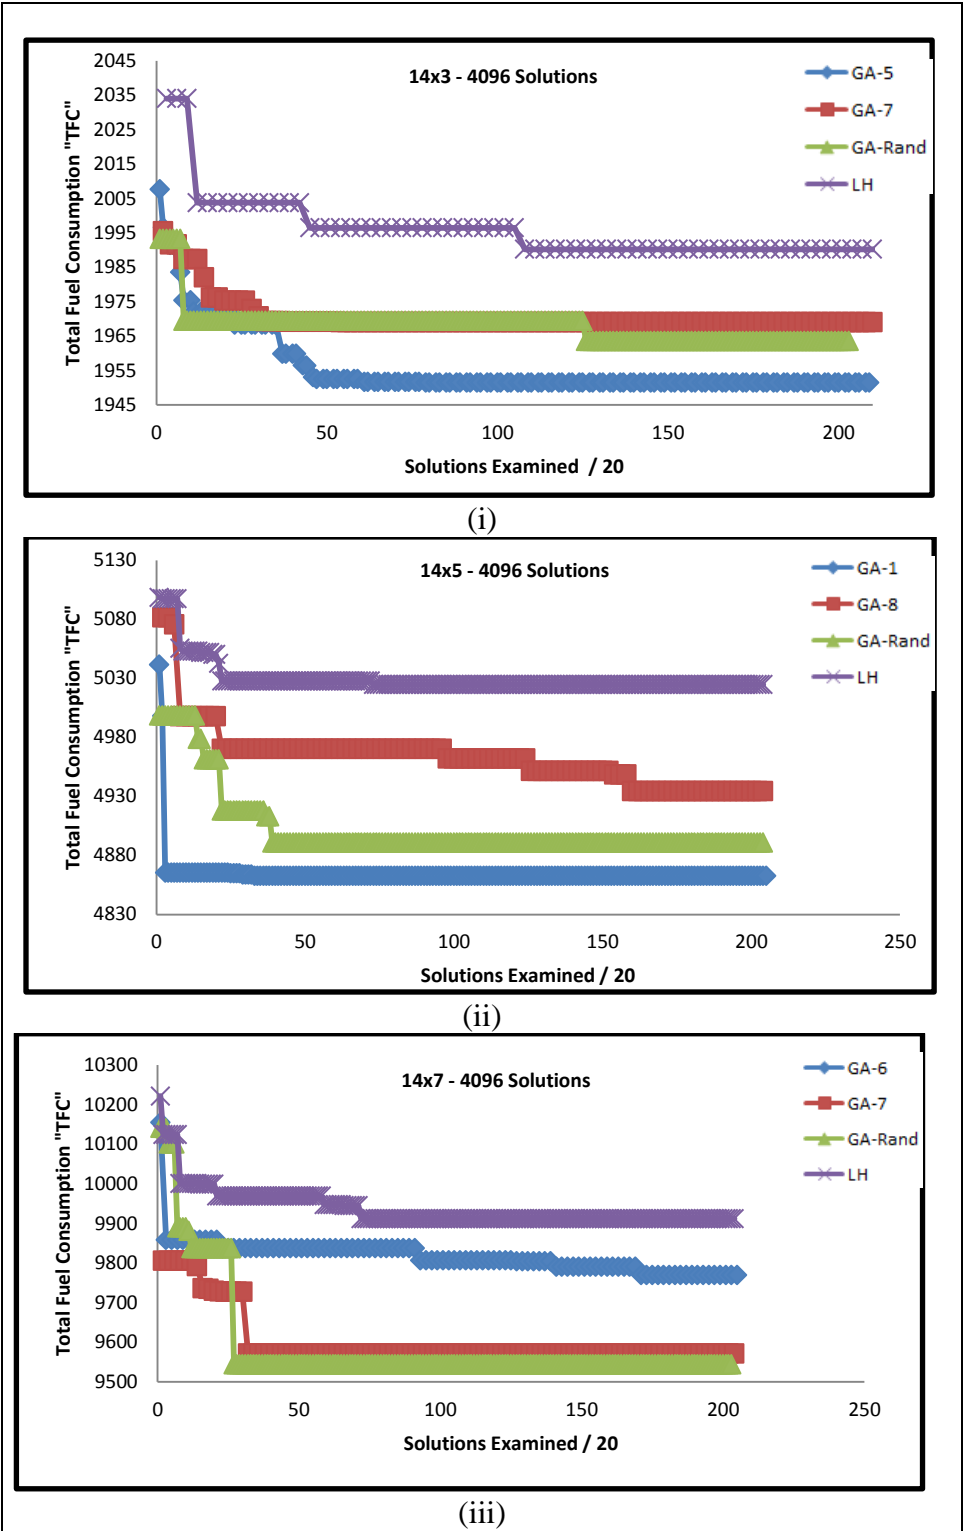 14x3 - 4096 Solutions
Total Fuel Consumption "TFC"
2045
2035
2025
2015
2005
1995
1985
1975
1965
1955
1945
0 50 100 150 200
Solutions Examined / 20
GA-5
GA-7
GA-Rand
LH
(i)
14x5 - 4096 Solutions
Total Fuel Consumption "TFC"
5130
5080
5030
4980
4930
4880
4830
0 50 100 150 200 250
Solutions Examined / 20
GA-1
GA-8
GA-Rand
LH
(ii)
14x7 - 4096 Solutions
Total Fuel Consumption "TFC"
10300
10200
10100
10000
9900
9800
9700
9600
9500
0 50 100 150 200 250
Solutions Examined / 20
GA-6
GA-7
GA-Rand
LH
(iii)